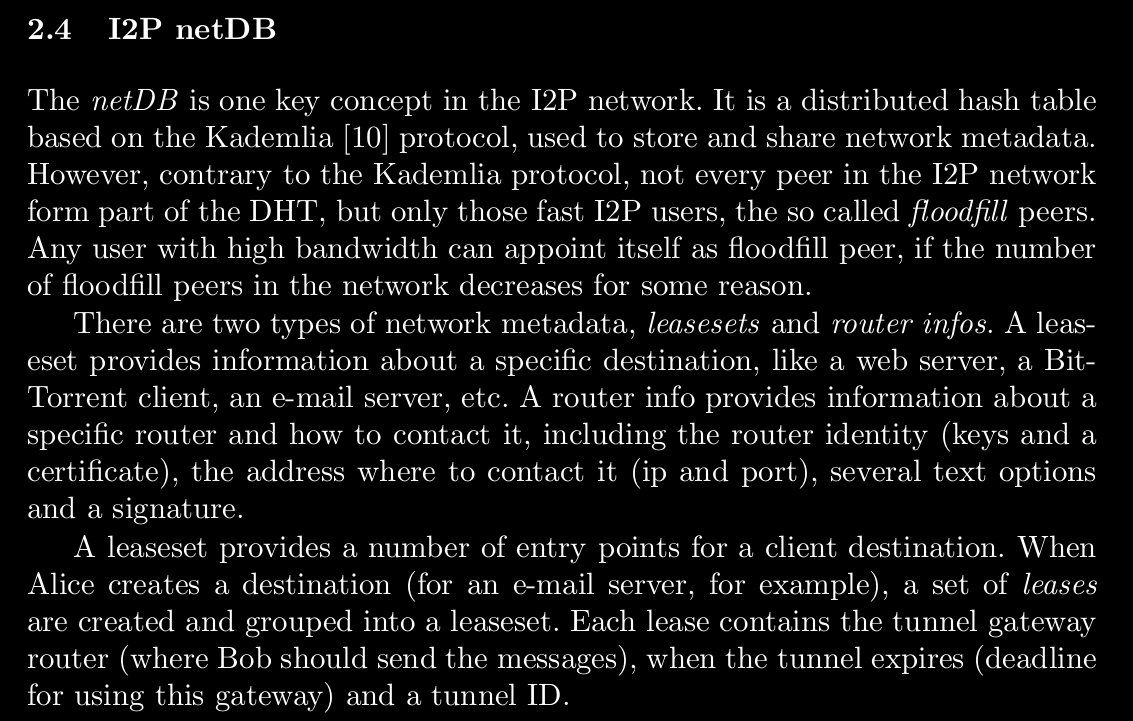 2.4 I2P netDB
The netDB is one key concept in the I2P network. It is a distributed hash table
based on the Kademlia [10] protocol, used to store and share network metadata.
However, contrary to the Kademlia protocol, not every peer in the I2P network
form part of the DHT, but only those fast I2P users, the so called floodfill peers.
Any user with high bandwidth can appoint itself as floodfill peer, if the number
of floodfill peers in the network decreases for some reason.
There are two types of network metadata, leasesets and router infos. A leas-
eset provides information about a specific destination, like a web server, a Bit-
Torrent client, an e-mail server, etc. A router info provides information about a
specific router and how to contact it, including the router identity (keys and a
certificate), the address where to contact it (ip and port), several text options
and a signature.
A leaseset provides a number of entry points for a client destination. When
Alice creates a destination (for an e-mail server, for example), a set of leases
are created and grouped into a leaseset. Each lease contains the tunnel gateway
router (where Bob should send the messages), when the tunnel expires (deadline
for using this gateway) and a tunnel ID.